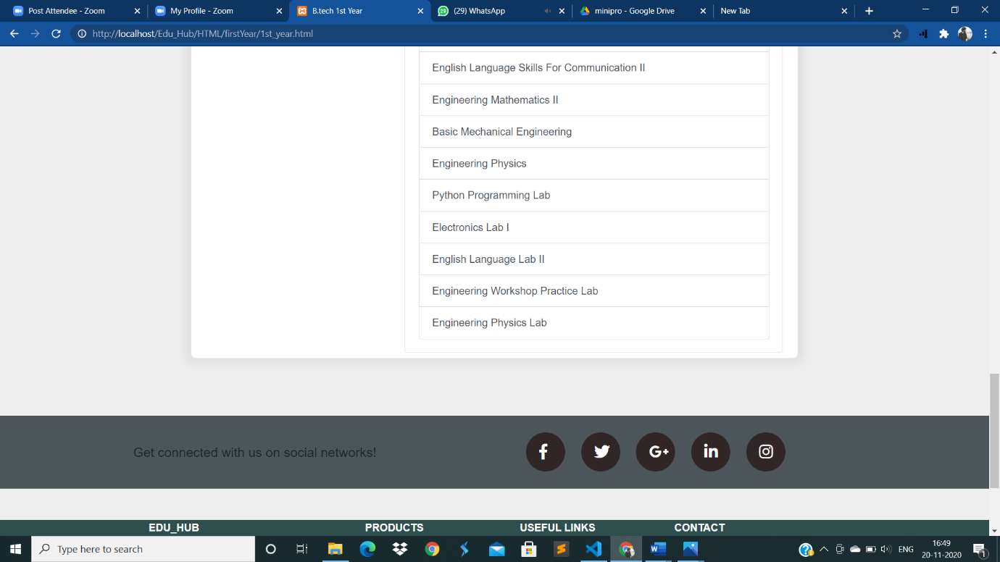 Post Attendee - Zoom
My Profile - Zoom
B.tech 1st Year
(29) WhatsApp
minipro - Google Drive
New Tab
http://localhost/Edu_Hub/HTML/firstYear/1st_year.html
English Language Skills For Communication II
Engineering Mathematics II
Basic Mechanical Engineering
Engineering Physics
Python Programming Lab
Electronics Lab I
English Language Lab II
Engineering Workshop Practice Lab
Engineering Physics Lab
Get connected with us on social networks!
EDU_HUB PRODUCTS USEFUL LINKS CONTACT
Type here to search
ENG
16:49
20-11-2020
1